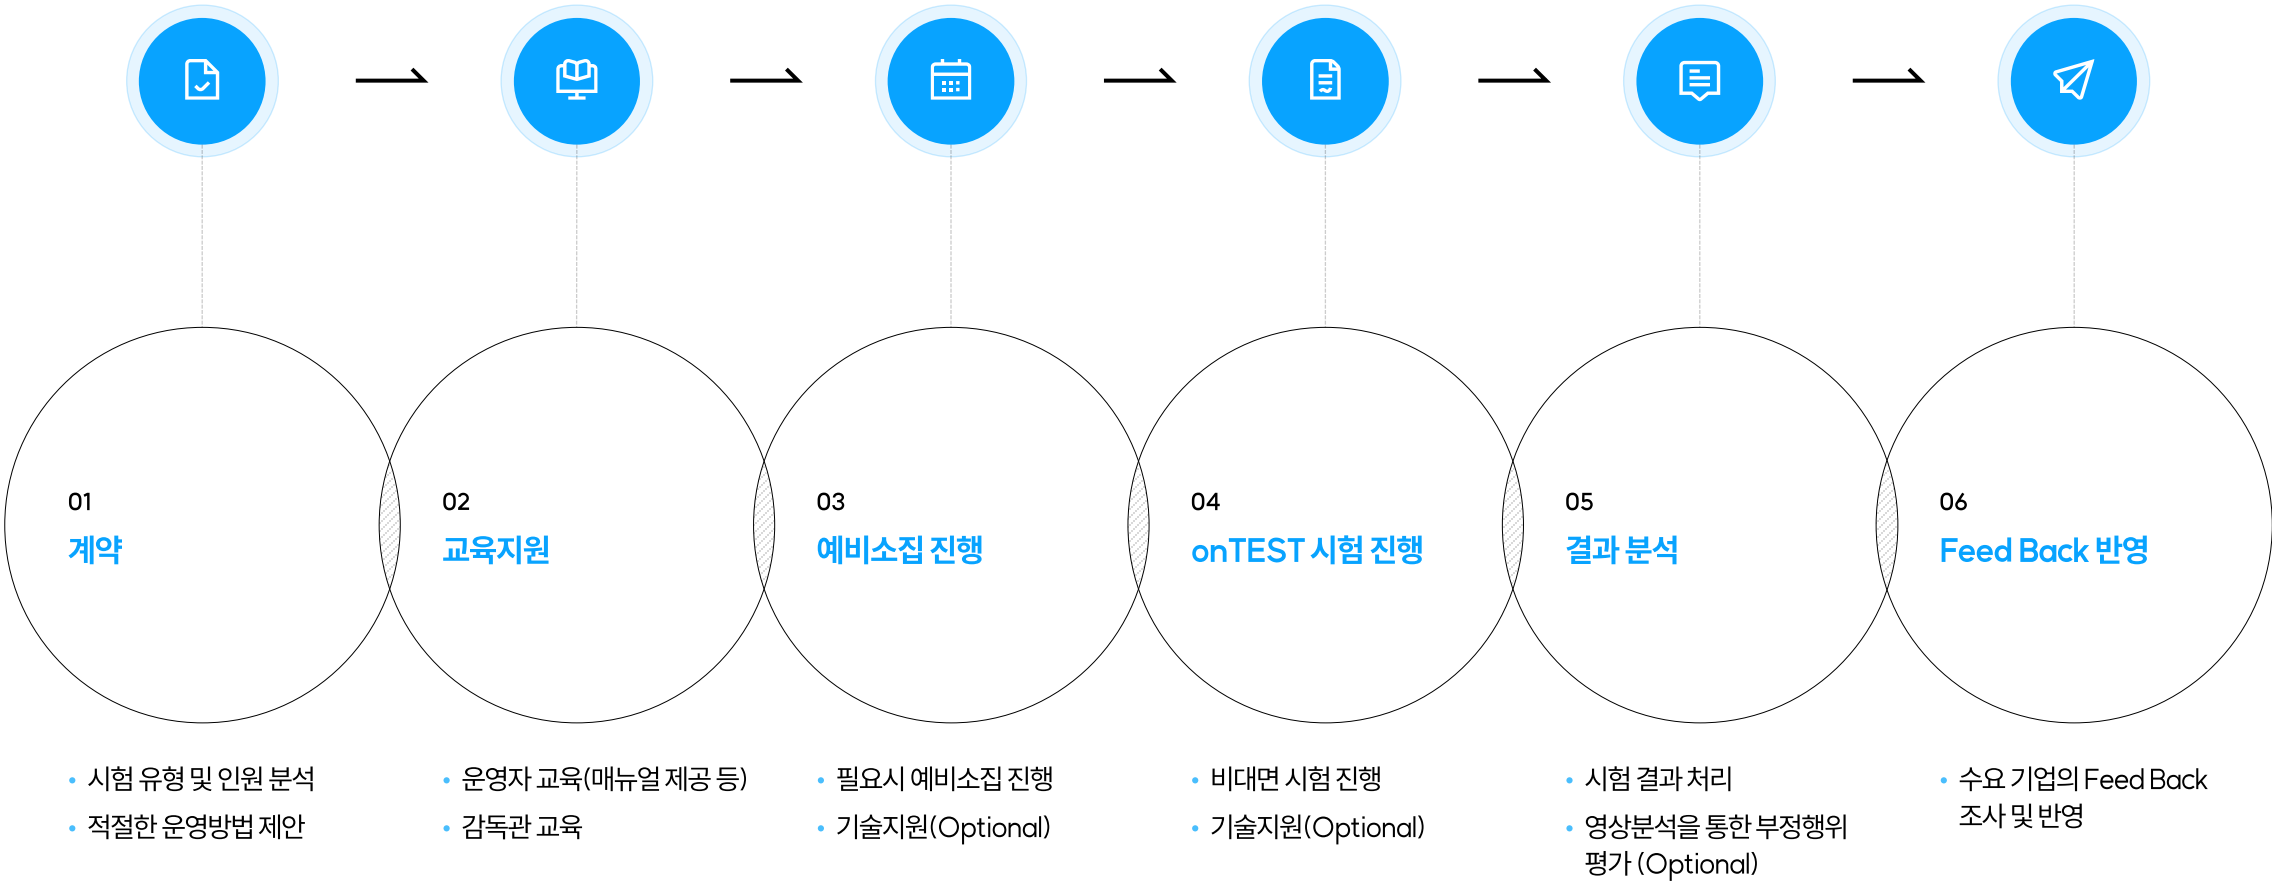 01
계약
02
교육지원
03
예비소집 진행
04
onTEST 시험 진행
05
결과 분석
06
Feed Back 반영
• 시험 유형 및 인원 분석
• 적절한 운영방법 제안
• 운영자 교육(매뉴얼 제공 등)
• 감독관 교육
• 필요시 예비소집 진행
• 기술지원(Optional)
• 비대면 시험 진행
• 기술지원(Optional)
• 시험 결과 처리
• 영상분석을 통한 부정행위
평가 (Optional)
• 수요 기업의 Feed Back
조사 및 반영